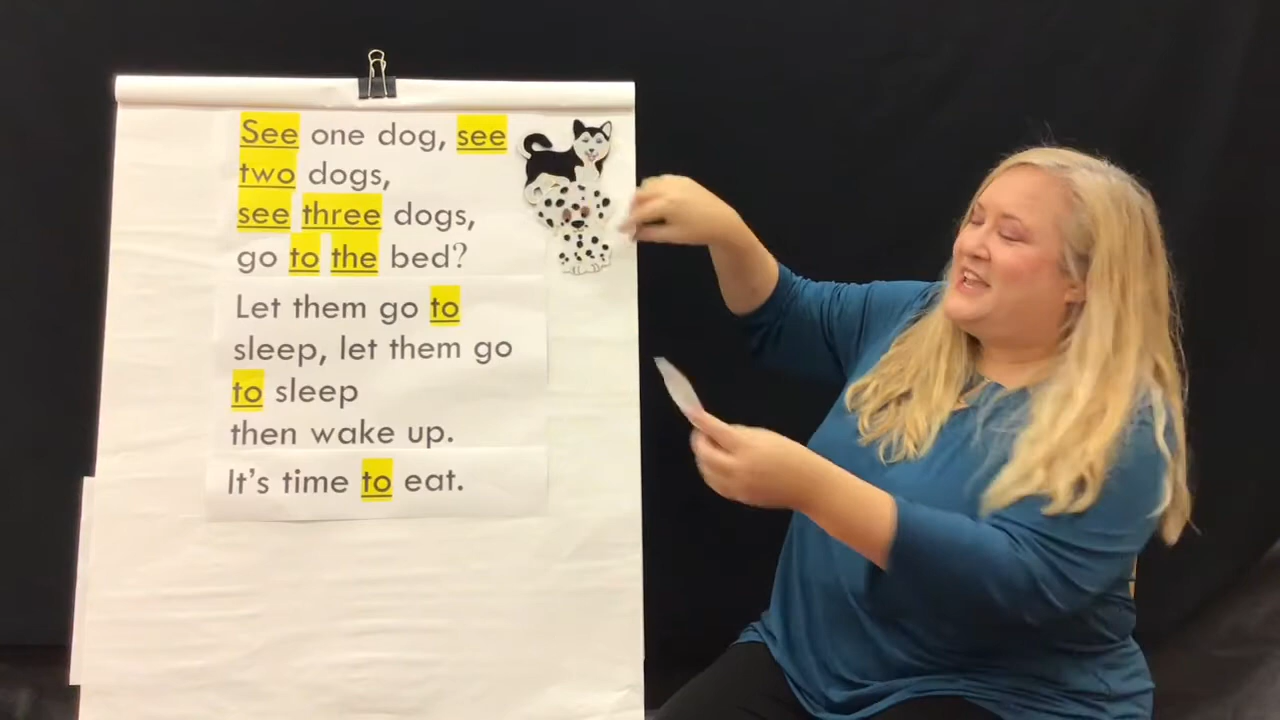 See one dog, see
two dogs,
see three dogs,
go to the bed?
Let them go to
sleep, let them go
to sleep
then wake up.
It's time to eat.